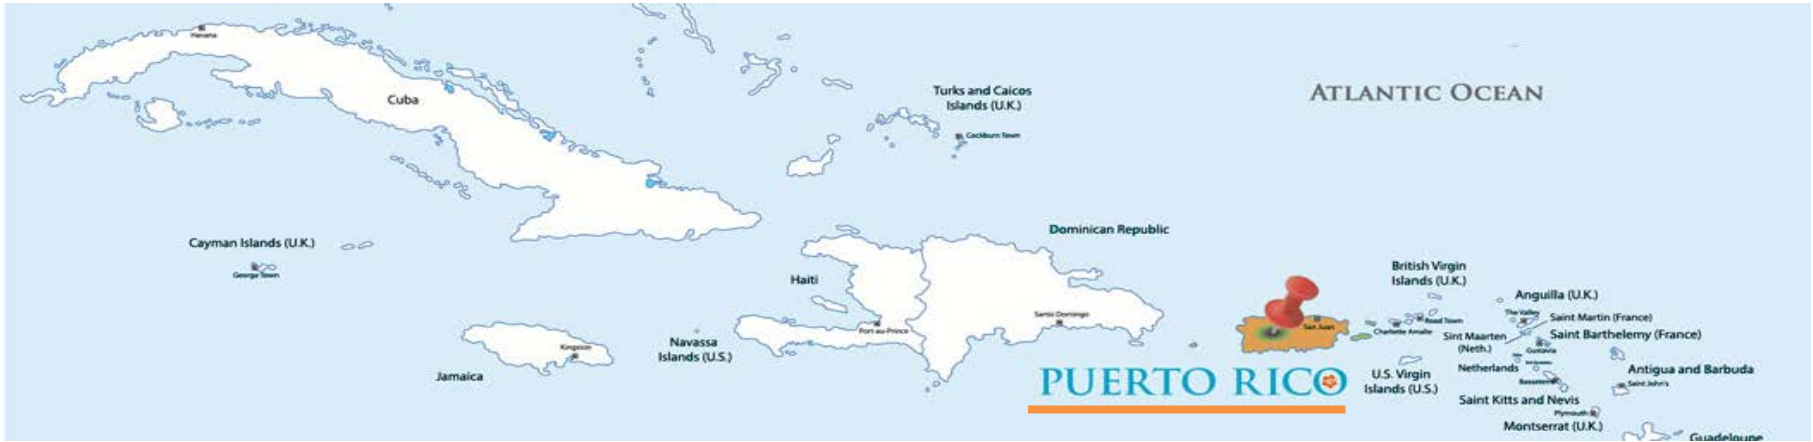 Havana
Cuba
Turks and Caicos
Islands (U.K.)
Cockburn Town
ATLANTIC OCEAN
Cayman Islands (U.K.)
George Town
Dominican Republic
Haiti
Port-au-Prince
Santo Domingo
Navassa
Islands (U.S.)
Kingston
Jamaica
San Juan
PUERTO RICO
British Virgin
Islands (U.K.)
Road Town
Charlotte Amalie
U.S. Virgin
Islands (U.S.)
Anguilla (U.K.)
The Valley
Saint Martin (France)
Sint Maarten
(Neth.)
Saint Barthelemy (France)
Gustavia
Netherlands
Basseterre
Saint Kitts and Nevis
Antigua and Barbuda
Saint John's
Plymouth
Montserrat (U.K.)
Guadeloupe